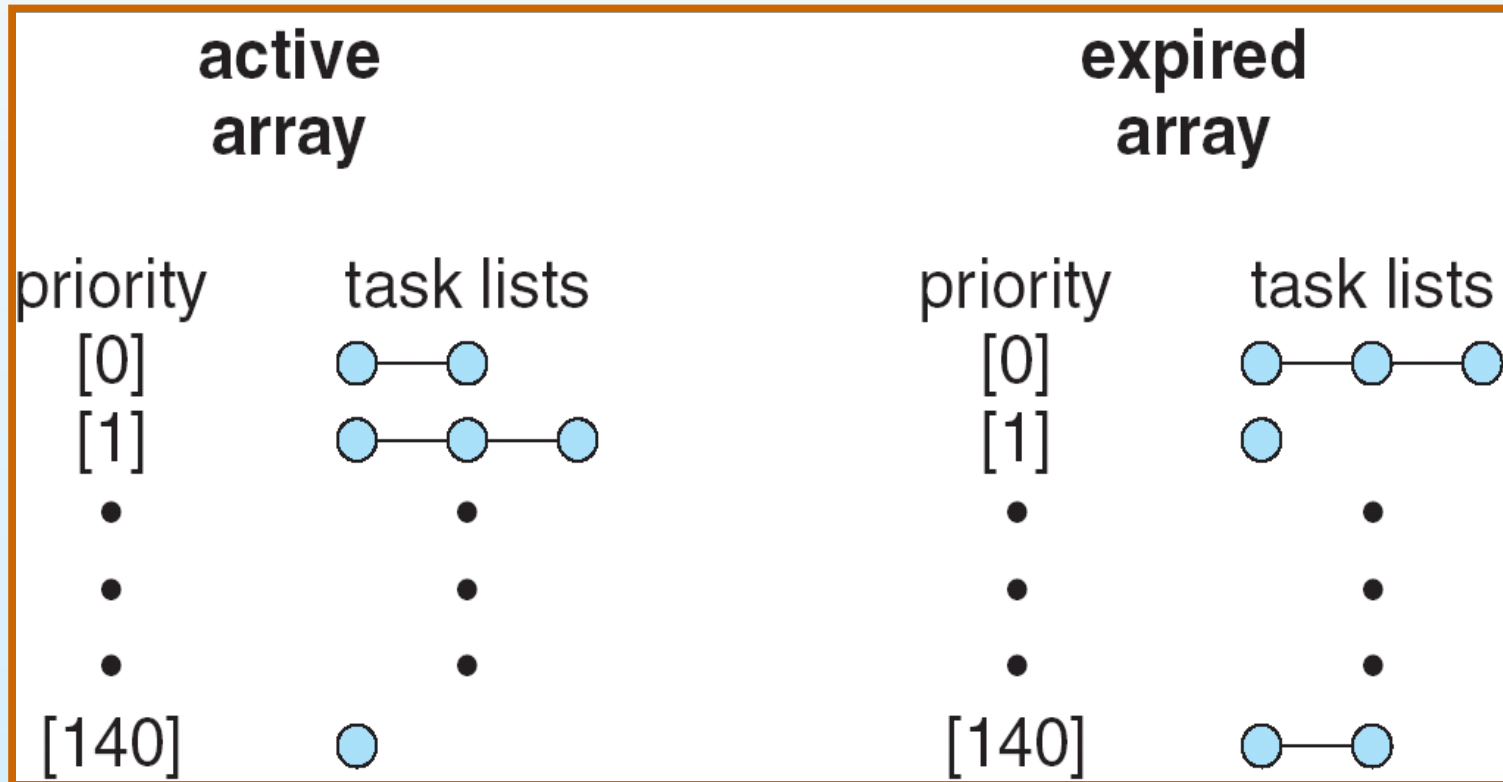 active
array
expired
array
priority task lists
[0]
[1]
[140]
priority task lists
[0]
[1]
[140]